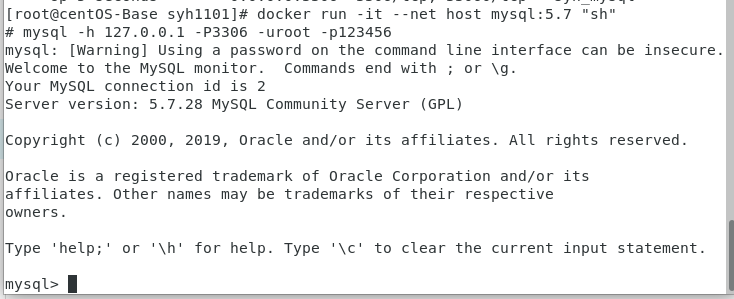 [root@centOS-Base syh1101]# docker run -it --net host mysql:5.7 "sh"
# mysql -h 127.0.0.1 -P3306 -uroot -p123456
mysql: [Warning] Using a password on the command line interface can be insecure.
Welcome to the MySQL monitor.  Commands end with ; or \g.
Your MySQL connection id is 2
Server version: 5.7.28 MySQL Community Server (GPL)

Copyright (c) 2000, 2019, Oracle and/or its affiliates. All rights reserved.

Oracle is a registered trademark of Oracle Corporation and/or its
affiliates. Other names may be trademarks of their respective
owners.

Type 'help;' or '\h' for help. Type '\c' to clear the current input statement.

mysql>